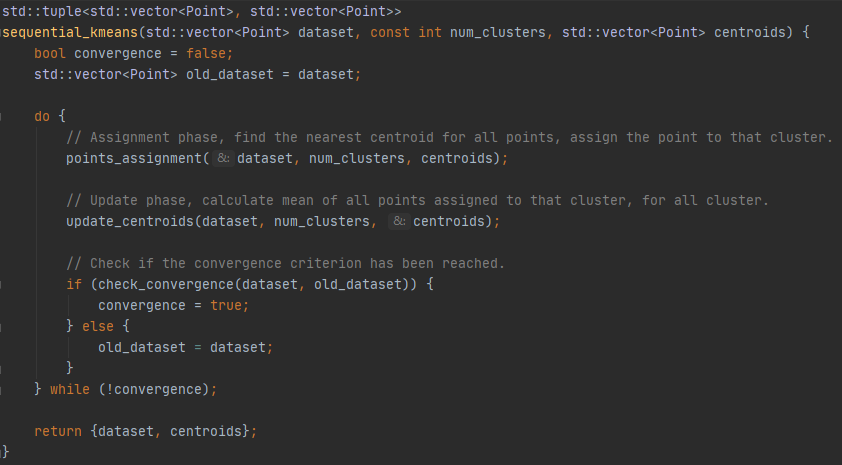 std::tuple<std::vector<Point>, std::vector<Point>>
sequential_kmeans(std::vector<Point> dataset, const int num_clusters, std::vector<Point> centroids) {
    bool convergence = false;
    std::vector<Point> old_dataset = dataset;

    do {
        // Assignment phase, find the nearest centroid for all points, assign the point to that cluster.
        points_assignment( &: dataset, num_clusters, centroids);

        // Update phase, calculate mean of all points assigned to that cluster, for all cluster.
        update_centroids(dataset, num_clusters, &: centroids);

        // Check if the convergence criterion has been reached.
        if (check_convergence(dataset, old_dataset)) {
            convergence = true;
        } else {
            old_dataset = dataset;
        }
    } while (!convergence);

    return {dataset, centroids};
}